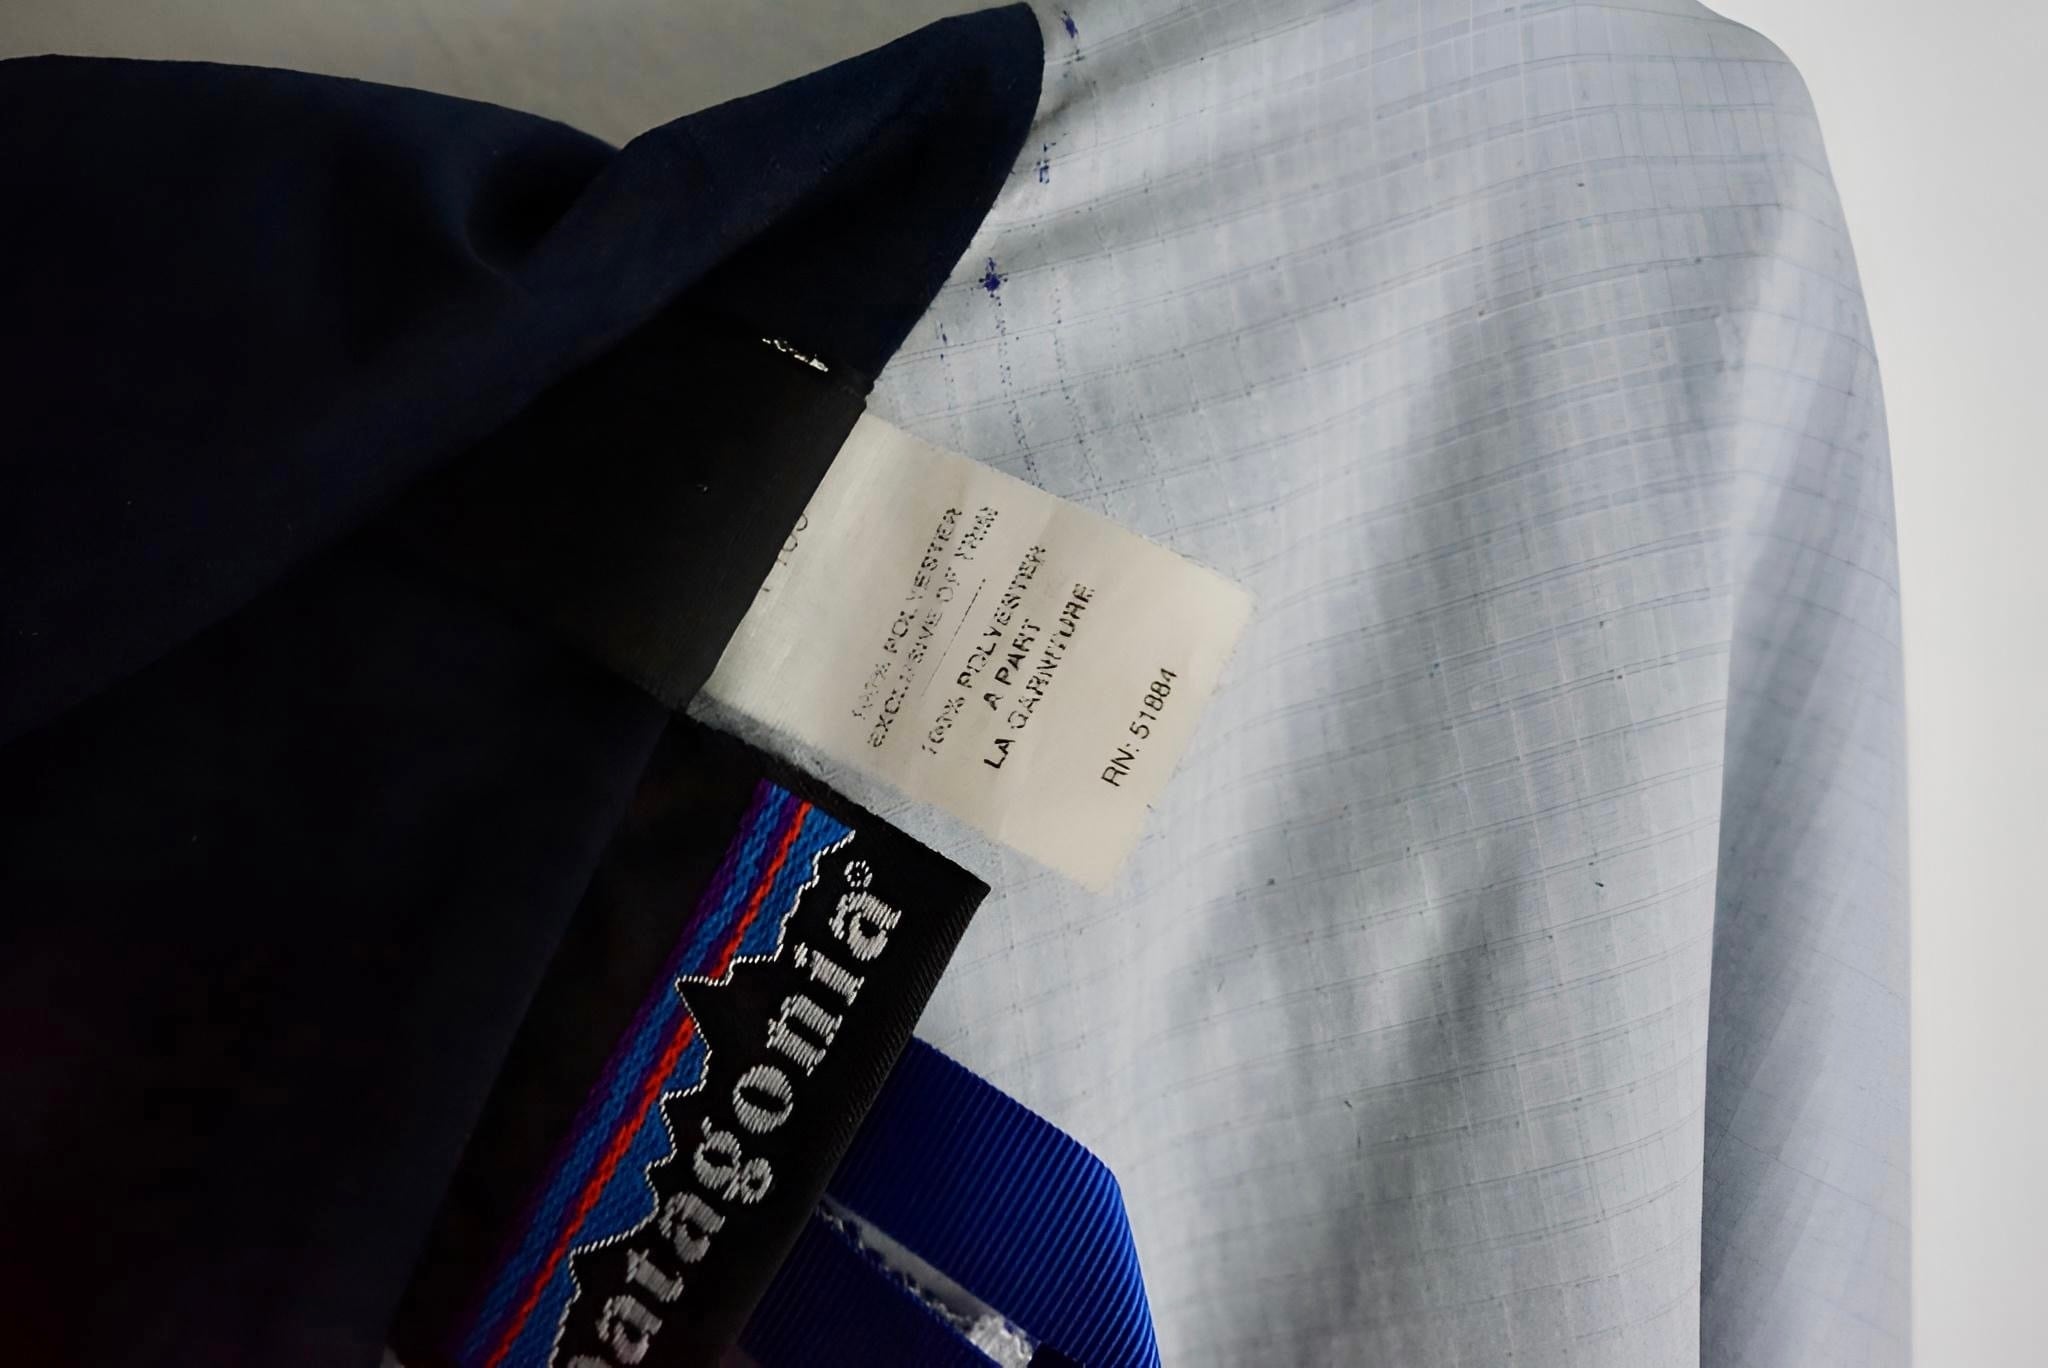 100% POLYESTER
EXCLUSIVE OF TRIM
100% POLYESTER
A PART
LA GARNITURE
RN: 51884
patagonia®